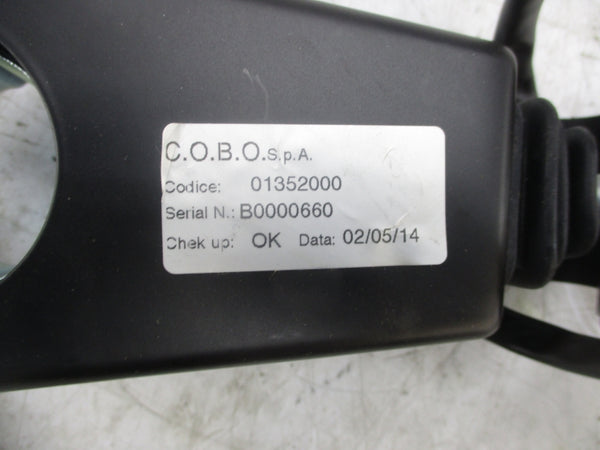 C.O.B.O.S.p.A.
Codice: 01352000
Serial N.: B0000660
Chek up: OK Data: 02/05/14